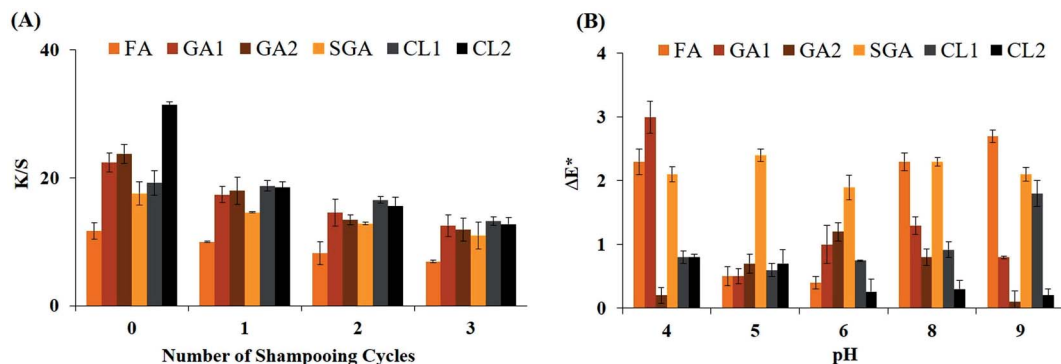 (A)
FA GA1 GA2 SGA CL1 CL2
40
20
0
K/S
0 1 2 3
Number of Shampooing Cycles
(B)
FA GA1 GA2 SGA CL1 CL2
4
3
2
1
0
ΔE*
4 5 6 8 9
pH